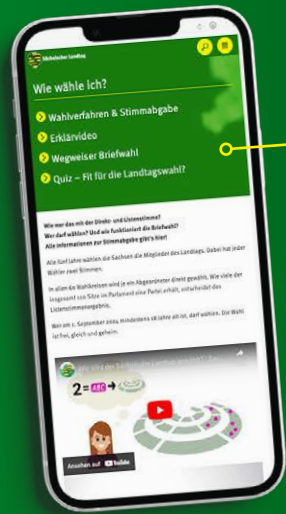 Sächsischer Landtag
Wie wähle ich?
Wahlverfahren & Stimmabgabe
Erklärvideo
Wegweiser Briefwahl
Quiz – Fit für die Landtagswahl?
Wie war das mit der Direkt- und Listenstimme?
Wer darf wählen? Und wie funktioniert die Briefwahl?
Alle Informationen zur Stimmabgabe gibt's hier!
Alle fünf Jahre wählen die Sachsen die Mitglieder des Landtags. Dabei hat jeder
Wähler zwei Stimmen.
In allen 60 Wahlkreisen wird je ein Abgeordneter direkt gewählt. Wie viele der
insgesamt 120 Sitze im Parlament eine Partei erhält, entscheidet das
Listenstimmenergebnis.
Wer am 1. September 2024 mindestens 18 Jahre alt ist, darf wählen. Die Wahl
ist frei, gleich und geheim.
2= ABC
Ansehen auf YouTube